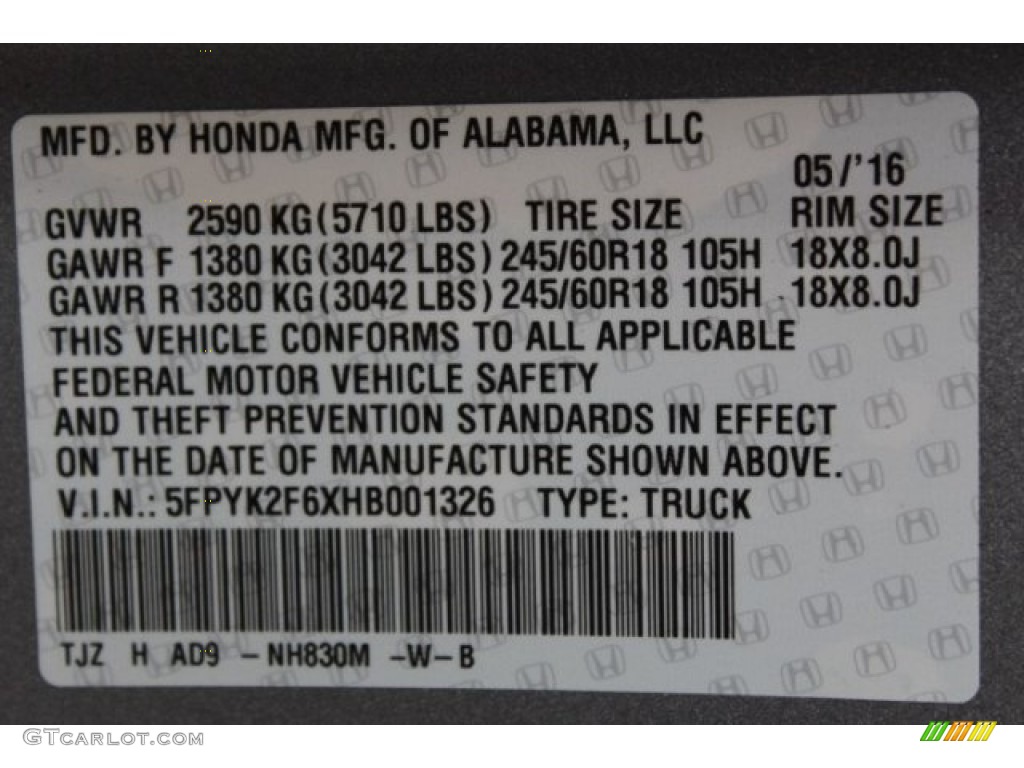 MFD. BY HONDA MFG. OF ALABAMA, LLC
05/'16
GVWR 2590 KG (5710 LBS) TIRE SIZE RIM SIZE
GAWR F 1380 KG (3042 LBS) 245/60R18 105H 18X8.0J
GAWR R 1380 KG (3042 LBS) 245/60R18 105H 18X8.0J
THIS VEHICLE CONFORMS TO ALL APPLICABLE
FEDERAL MOTOR VEHICLE SAFETY
AND THEFT PREVENTION STANDARDS IN EFFECT
ON THE DATE OF MANUFACTURE SHOWN ABOVE.
V.I.N.: 5FPYK2F6XHB001326 TYPE: TRUCK
TJZ H AD9 - NH830M -W-B
GTcarlot.com